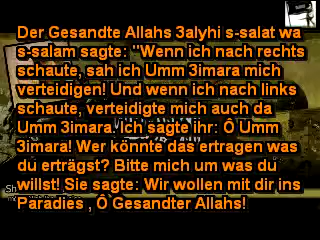 Der Gesandte Allahs 3alyhi s-salat wa
s-salam sagte: "Wenn ich nach rechts
schaute, sah ich Umm 3imara mich
verteidigen! Und wenn ich nach links
schaute, verteidigte mich auch da
Umm 3imara. Ich sagte ihr: Ô Umm
3imara! Wer könnte das ertragen was
du erträgst? Bitte mich um was du
willst! Sie sagte: Wir wollen mit dir ins
Paradies , Ô Gesandter Allahs!